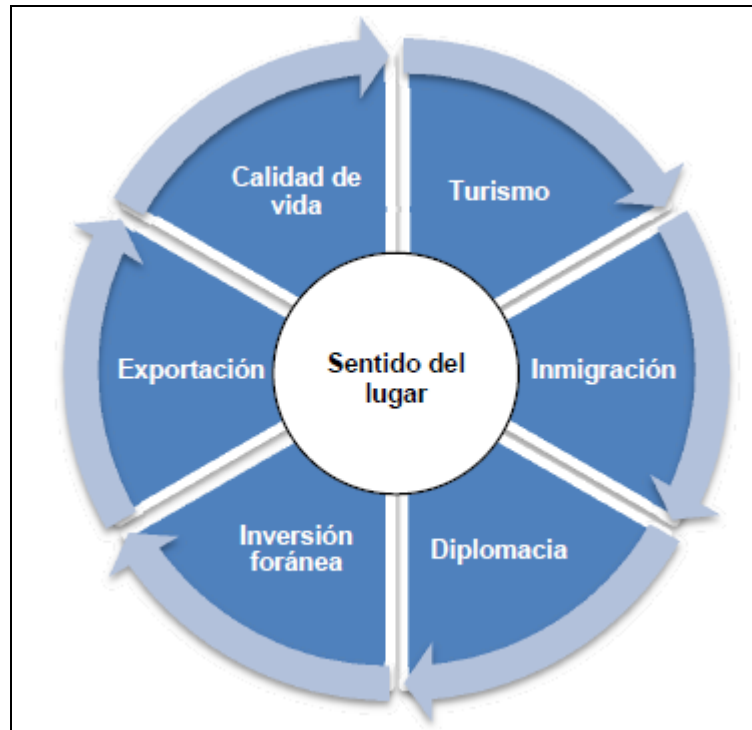 Calidad de
vida
Turismo
Exportación
Sentido del
lugar
Inmigración
Inversión
foránea
Diplomacia